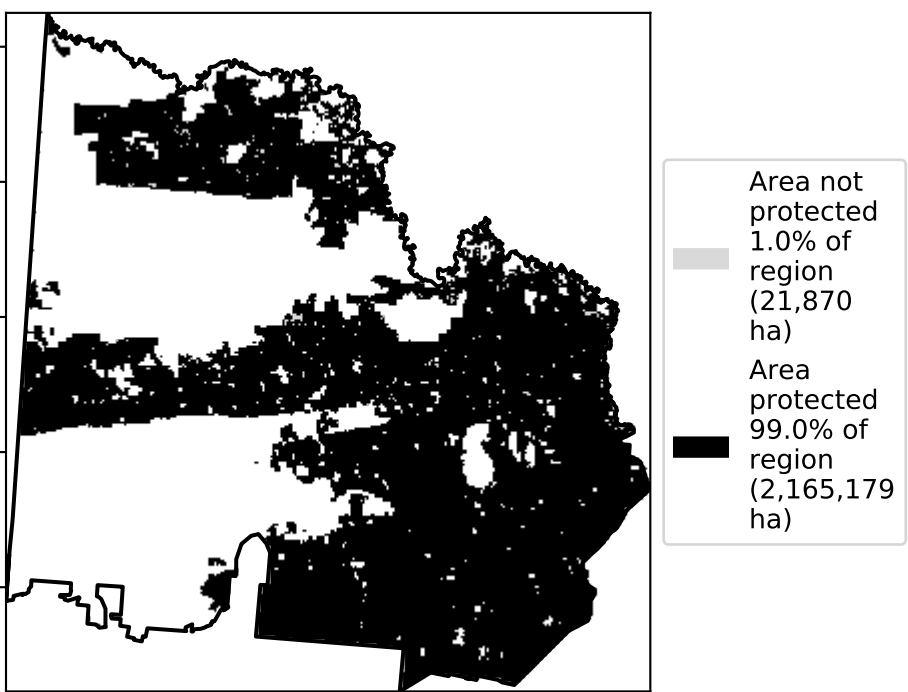 Area not
protected
1.0% of
region
(21,870
ha)
Area
protected
99.0% of
region
(2,165,179
ha)